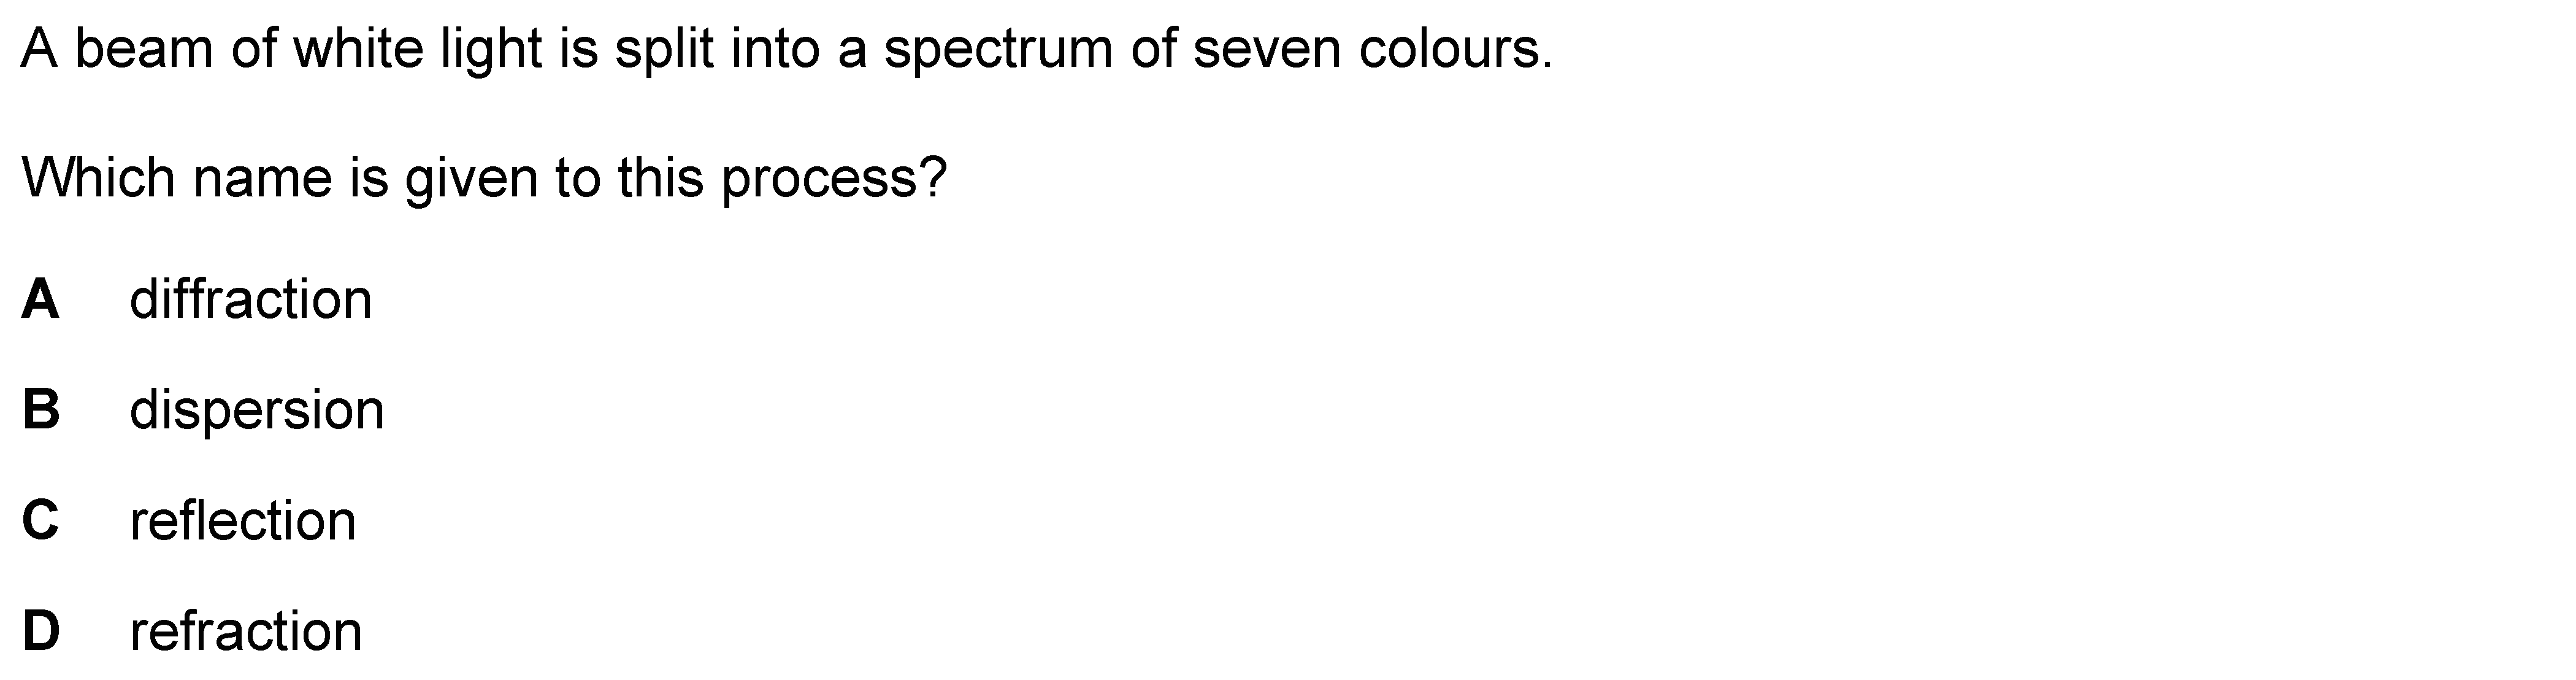 A beam of white light is split into a spectrum of seven colours.
Which name is given to this process?
A diffraction
B dispersion
C reflection
D refraction